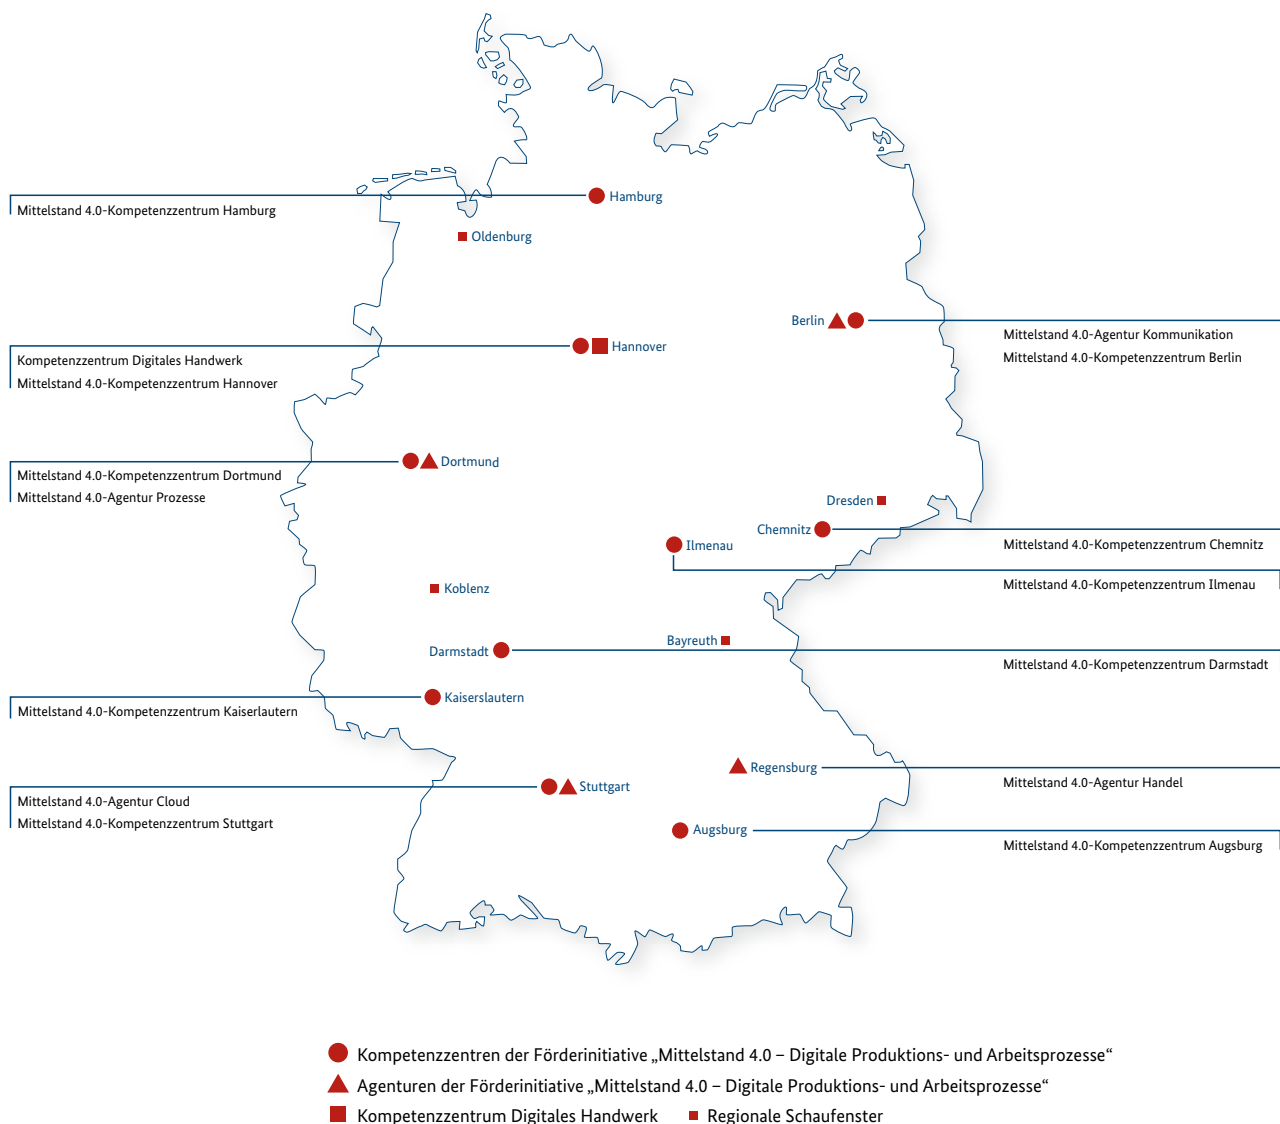 Hamburg
Mittelstand 4.0-Kompetenzzentrum Hamburg
Oldenburg
Berlin
Mittelstand 4.0-Agentur Kommunikation
Mittelstand 4.0-Kompetenzzentrum Berlin
Hannover
Kompetenzzentrum Digitales Handwerk
Mittelstand 4.0-Kompetenzzentrum Hannover
Dortmund
Mittelstand 4.0-Kompetenzzentrum Dortmund
Mittelstand 4.0-Agentur Prozesse
Dresden
Chemnitz
Mittelstand 4.0-Kompetenzzentrum Chemnitz
Ilmenau
Mittelstand 4.0-Kompetenzzentrum Ilmenau
Koblenz
Bayreuth
Darmstadt
Mittelstand 4.0-Kompetenzzentrum Darmstadt
Kaiserslautern
Mittelstand 4.0-Kompetenzzentrum Kaiserlautern
Regensburg
Mittelstand 4.0-Agentur Handel
Stuttgart
Mittelstand 4.0-Agentur Cloud
Mittelstand 4.0-Kompetenzzentrum Stuttgart
Augsburg
Mittelstand 4.0-Kompetenzzentrum Augsburg
Kompetenzzentren der Förderinitiative „Mittelstand 4.0 – Digitale Produktions- und Arbeitsprozesse“
Agenturen der Förderinitiative „Mittelstand 4.0 – Digitale Produktions- und Arbeitsprozesse“
Kompetenzzentrum Digitales Handwerk Regionale Schaufenster